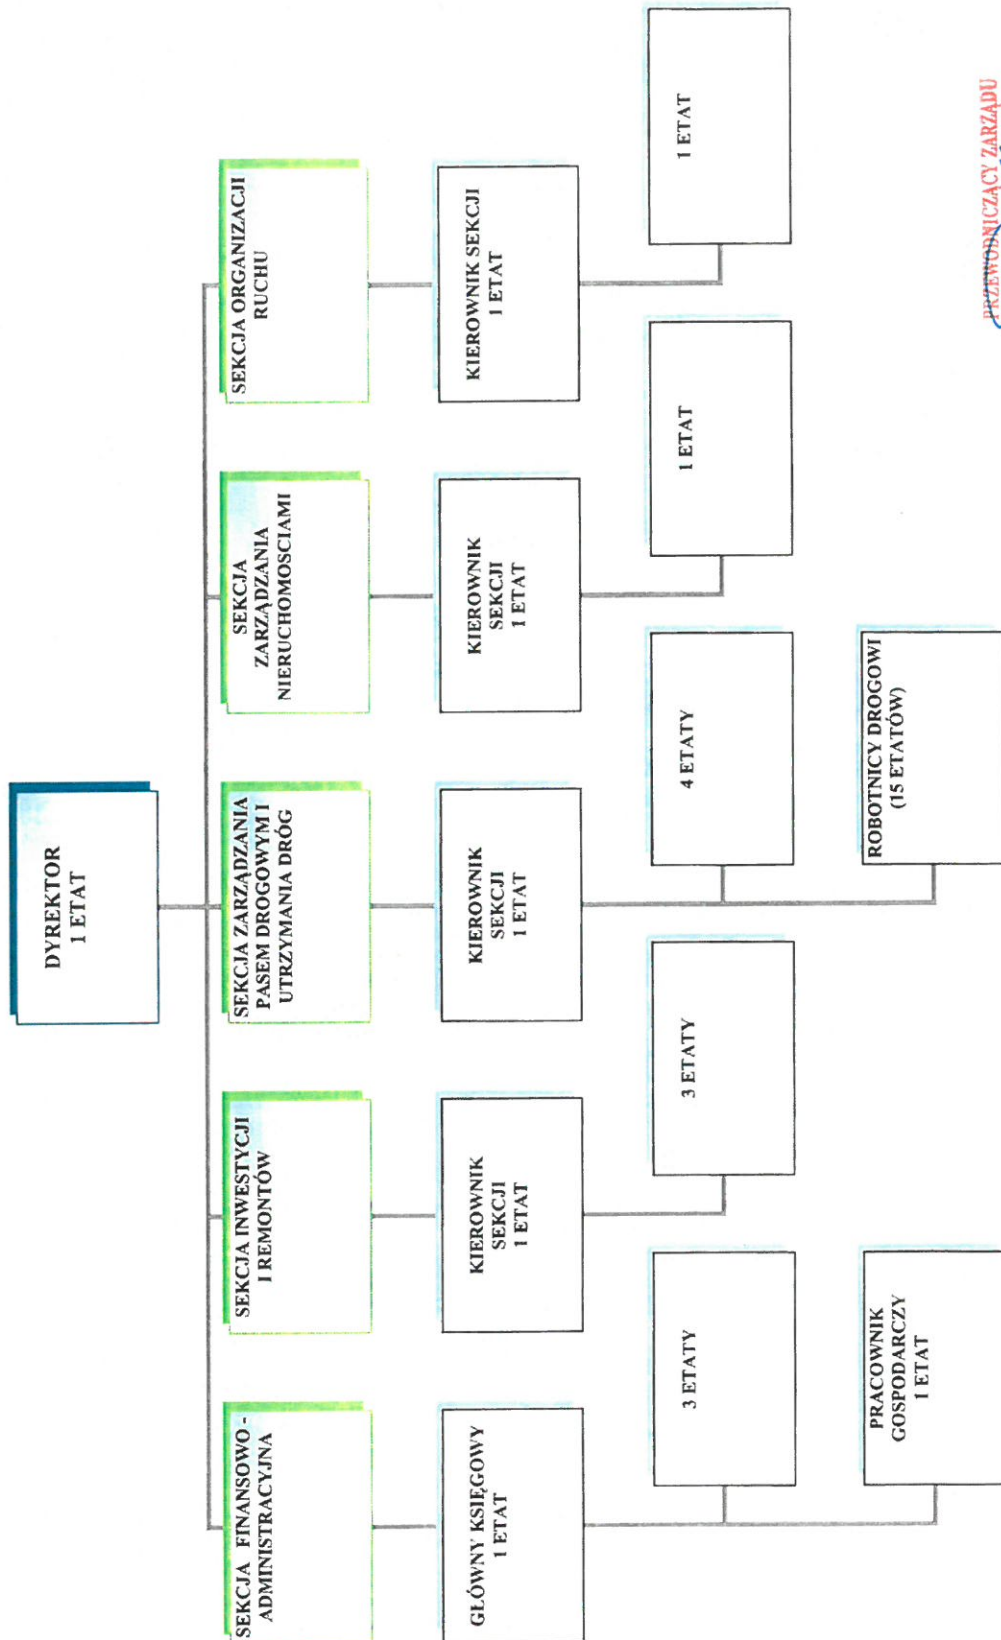 DYREKTOR
1 ETAT
SEKCJA FINANSOWO -
ADMINISTRACYJNA
SEKCJA INWESTYCJI
I REMONTÓW
SEKCJA ZARZĄDZANIA
PASEM DROGOWYM I
UTRZYMANIA DRÓG
SEKCJA
ZARZĄDZANIA
NIERUCHOMOSCIAMI
SEKCJA ORGANIZACJI
RUCHU
GŁÓWNY KSIĘGOWY
1 ETAT
KIEROWNIK
SEKCJI
1 ETAT
KIEROWNIK
SEKCJI
1 ETAT
KIEROWNIK
SEKCJI
1 ETAT
KIEROWNIK SEKCJI
1 ETAT
3 ETATY
3 ETATY
4 ETATY
1 ETAT
1 ETAT
PRACOWNIK
GOSPODARCZY
1 ETAT
ROBOTNICY DROGOWI
(15 ETATÓW)
PRZEWODNICZĄCY ZARZĄDU